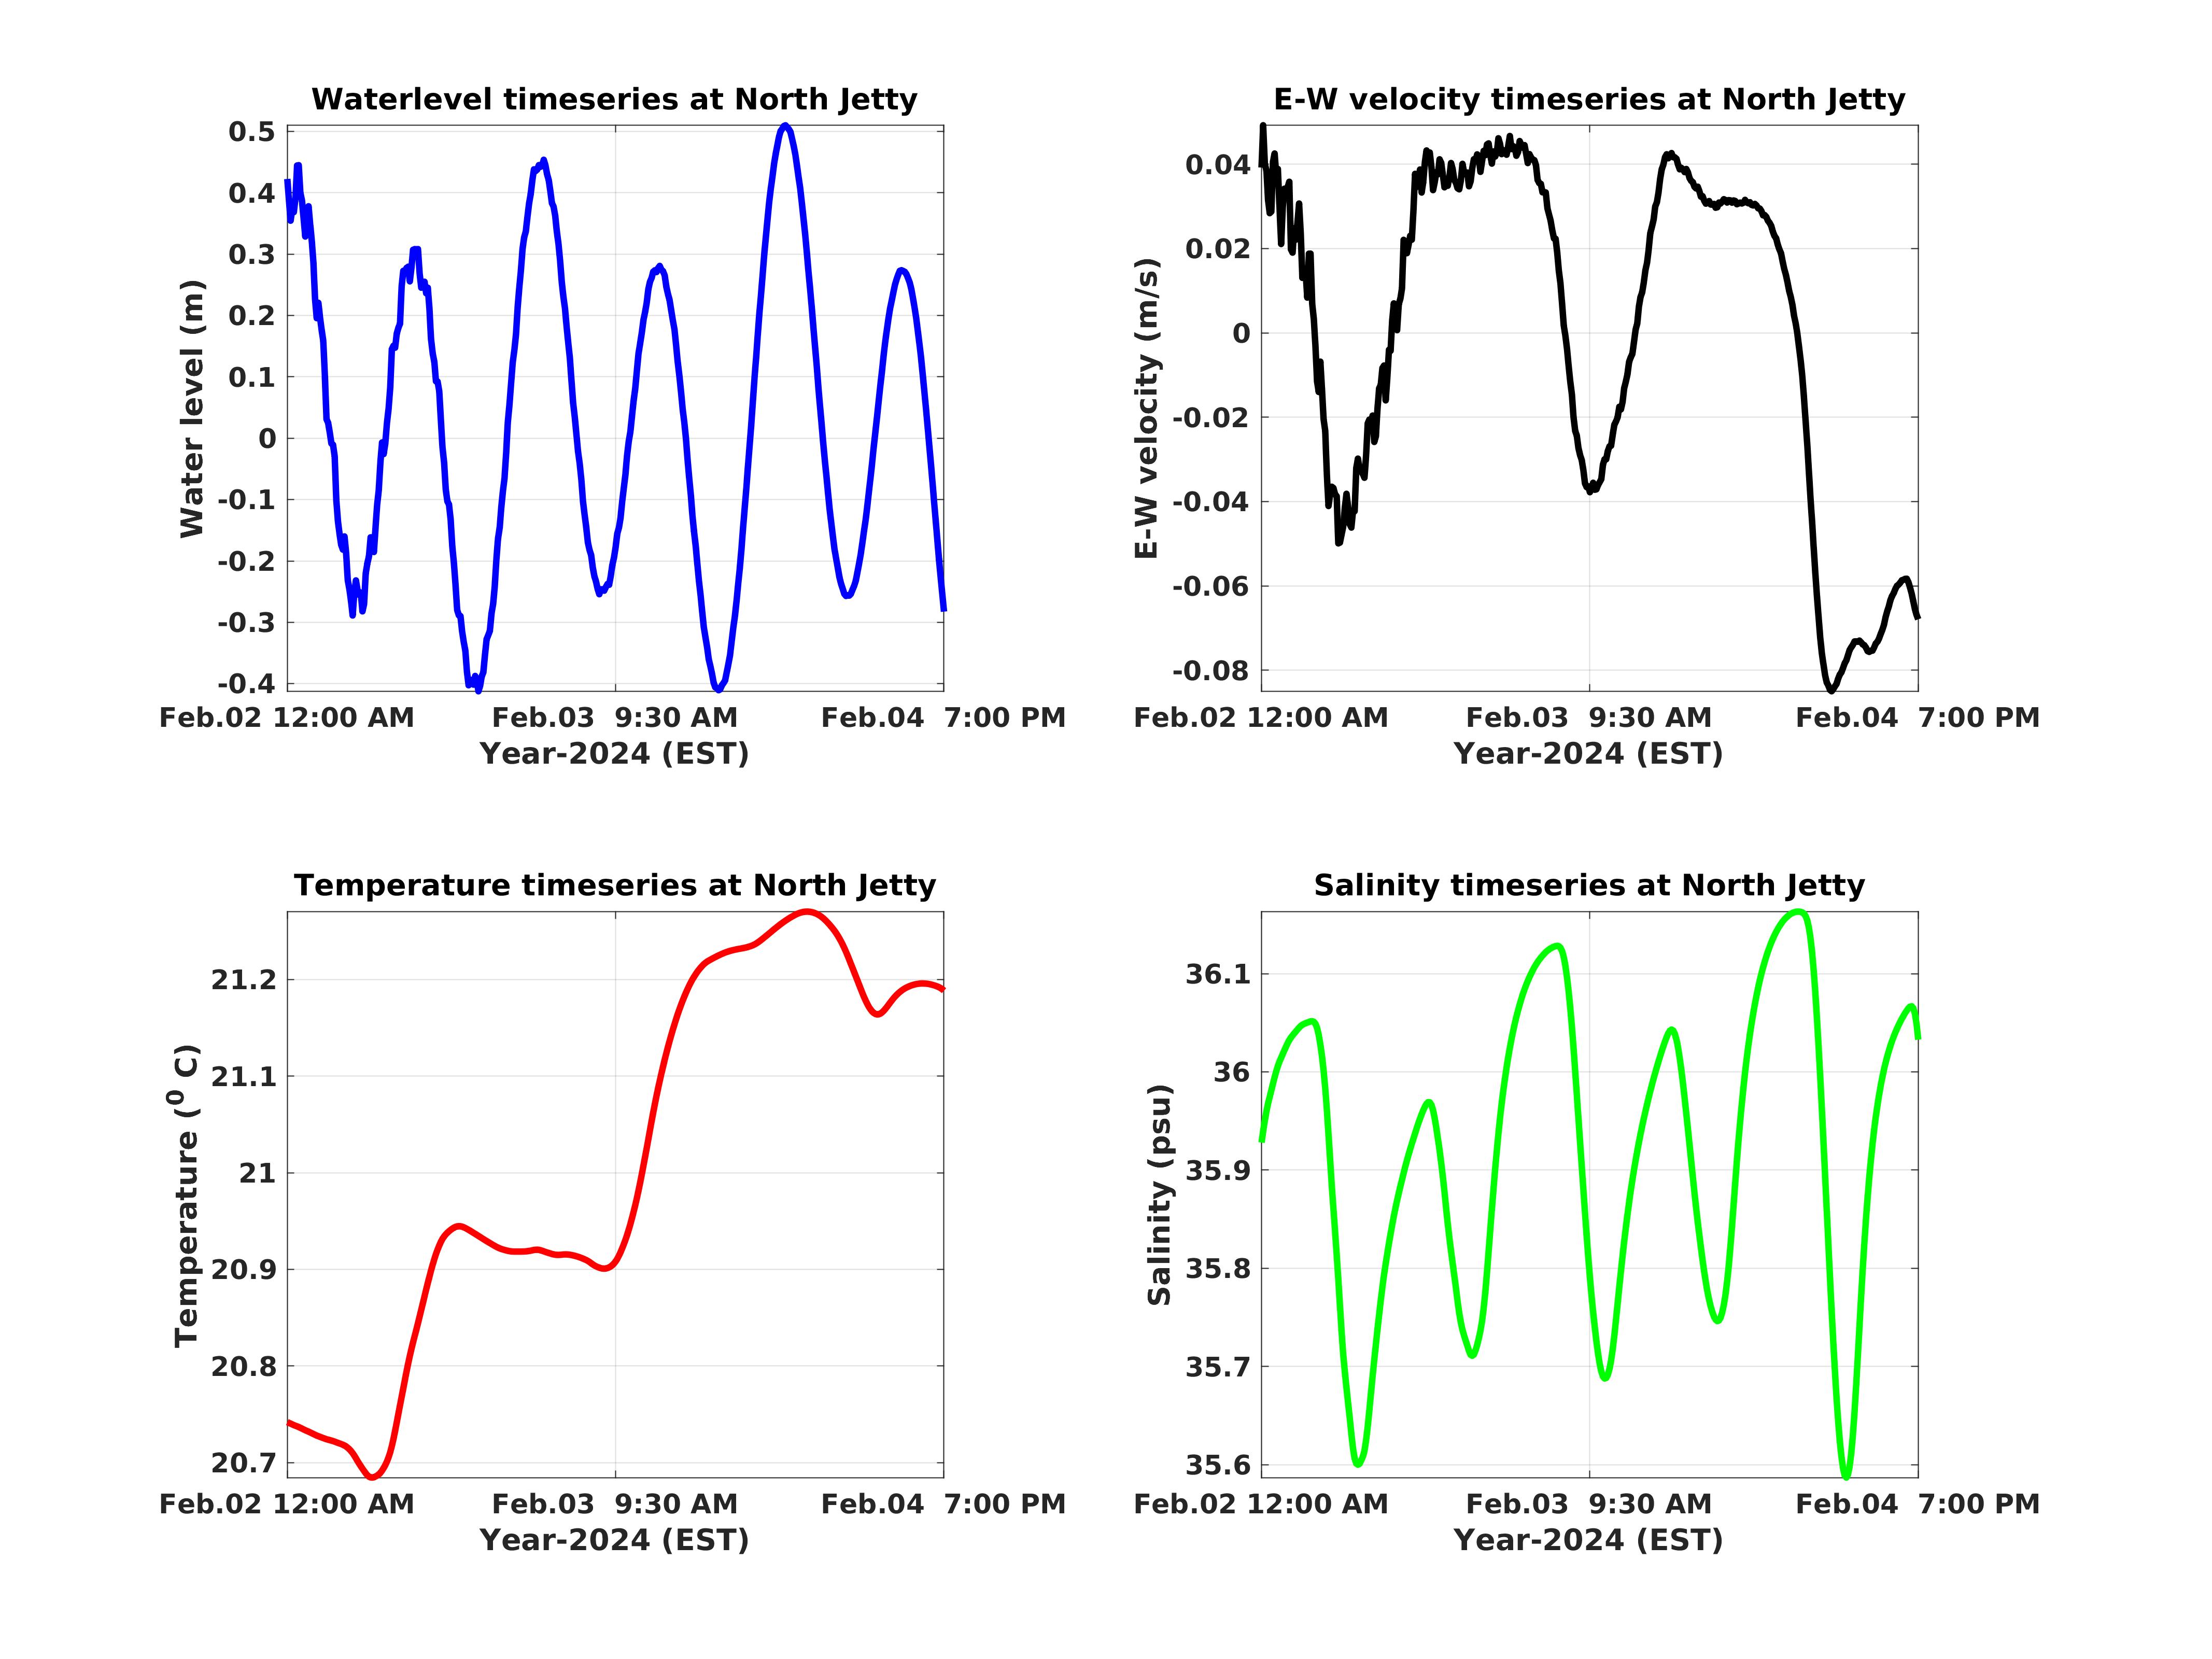 Waterlevel timeseries at North Jetty
0.5
0.4
0.3
0.2
0.1
0
-0.1
-0.2
-0.3
-0.4
Water level (m)
Feb.02 12:00 AM Feb.03 9:30 AM Feb.04 7:00 PM
Year-2024 (EST)
E-W velocity timeseries at North Jetty
0.04
0.02
0
-0.02
-0.04
-0.06
-0.08
E-W velocity (m/s)
Feb.02 12:00 AM Feb.03 9:30 AM Feb.04 7:00 PM
Year-2024 (EST)
Temperature timeseries at North Jetty
21.2
21.1
21
20.9
20.8
20.7
Temperature (⁰ C)
Feb.02 12:00 AM Feb.03 9:30 AM Feb.04 7:00 PM
Year-2024 (EST)
Salinity timeseries at North Jetty
36.1
36
35.9
35.8
35.7
35.6
Salinity (psu)
Feb.02 12:00 AM Feb.03 9:30 AM Feb.04 7:00 PM
Year-2024 (EST)